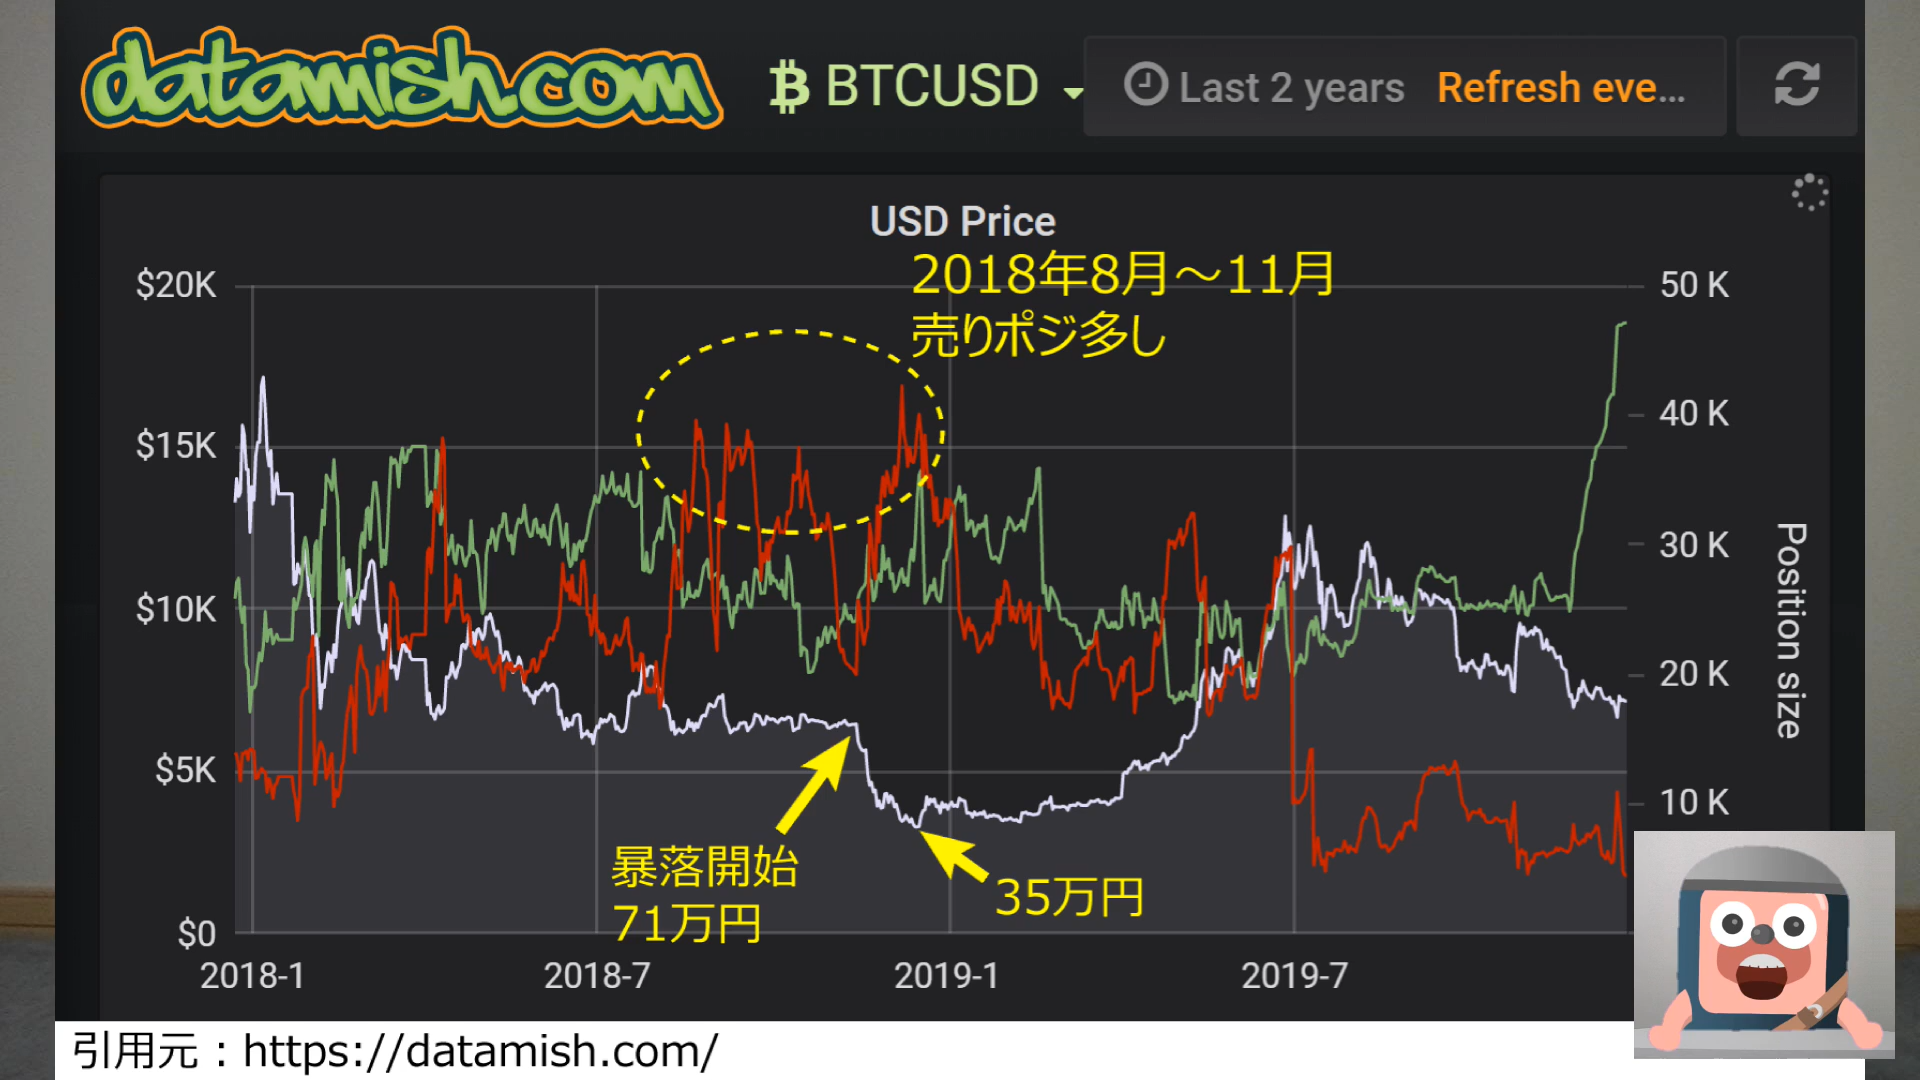 datamish.com
BTCUSD
Last 2 years
Refresh eve...
USD Price
2018年8月～11月
売りポジ多し
$20K
$15K
$10K
$5K
$0
50 K
40 K
30 K
20 K
10 K
Position size
暴落開始
71万円
35万円
2018-1
2018-7
2019-1
2019-7
引用元：https://datamish.com/